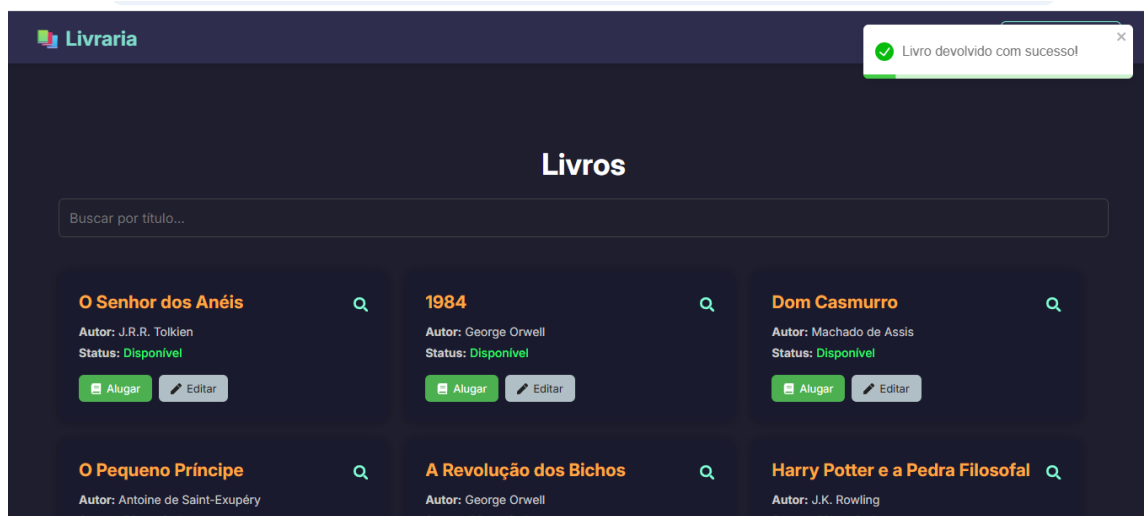 Livraria
Livro devolvido com sucesso!
Livros
Buscar por título...
O Senhor dos Anéis
Autor: J.R.R. Tolkien
Status: Disponível
Alugar Editar
1984
Autor: George Orwell
Status: Disponível
Alugar Editar
Dom Casmurro
Autor: Machado de Assis
Status: Disponível
Alugar Editar
O Pequeno Príncipe
Autor: Antoine de Saint-Exupéry
A Revolução dos Bichos
Autor: George Orwell
Harry Potter e a Pedra Filosofal
Autor: J.K. Rowling